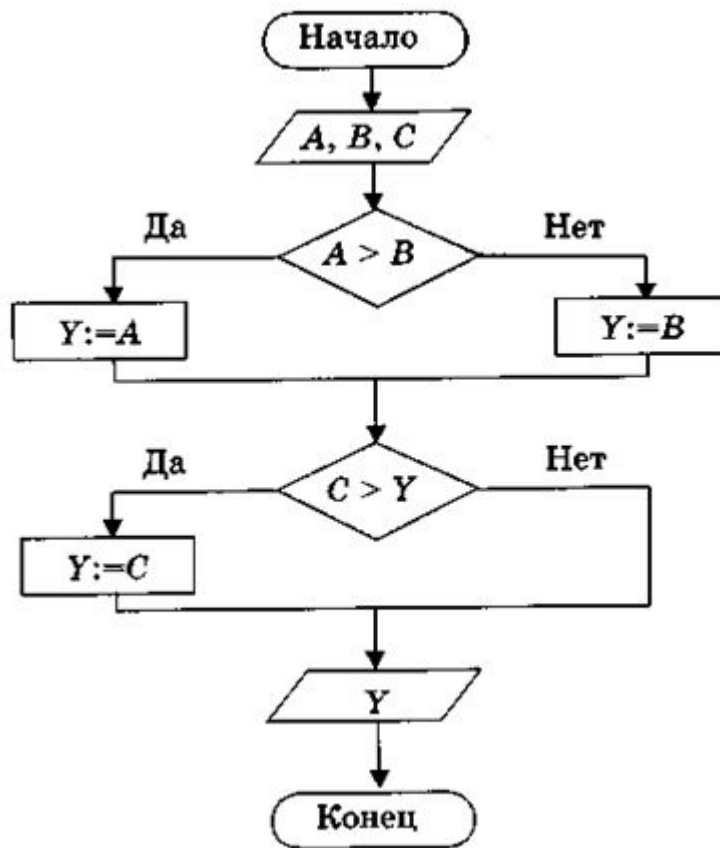 Начало
A, B, C
Да
A > B
Нет
Y:=A
Y:=B
Да
C > Y
Нет
Y:=C
Y
Конец